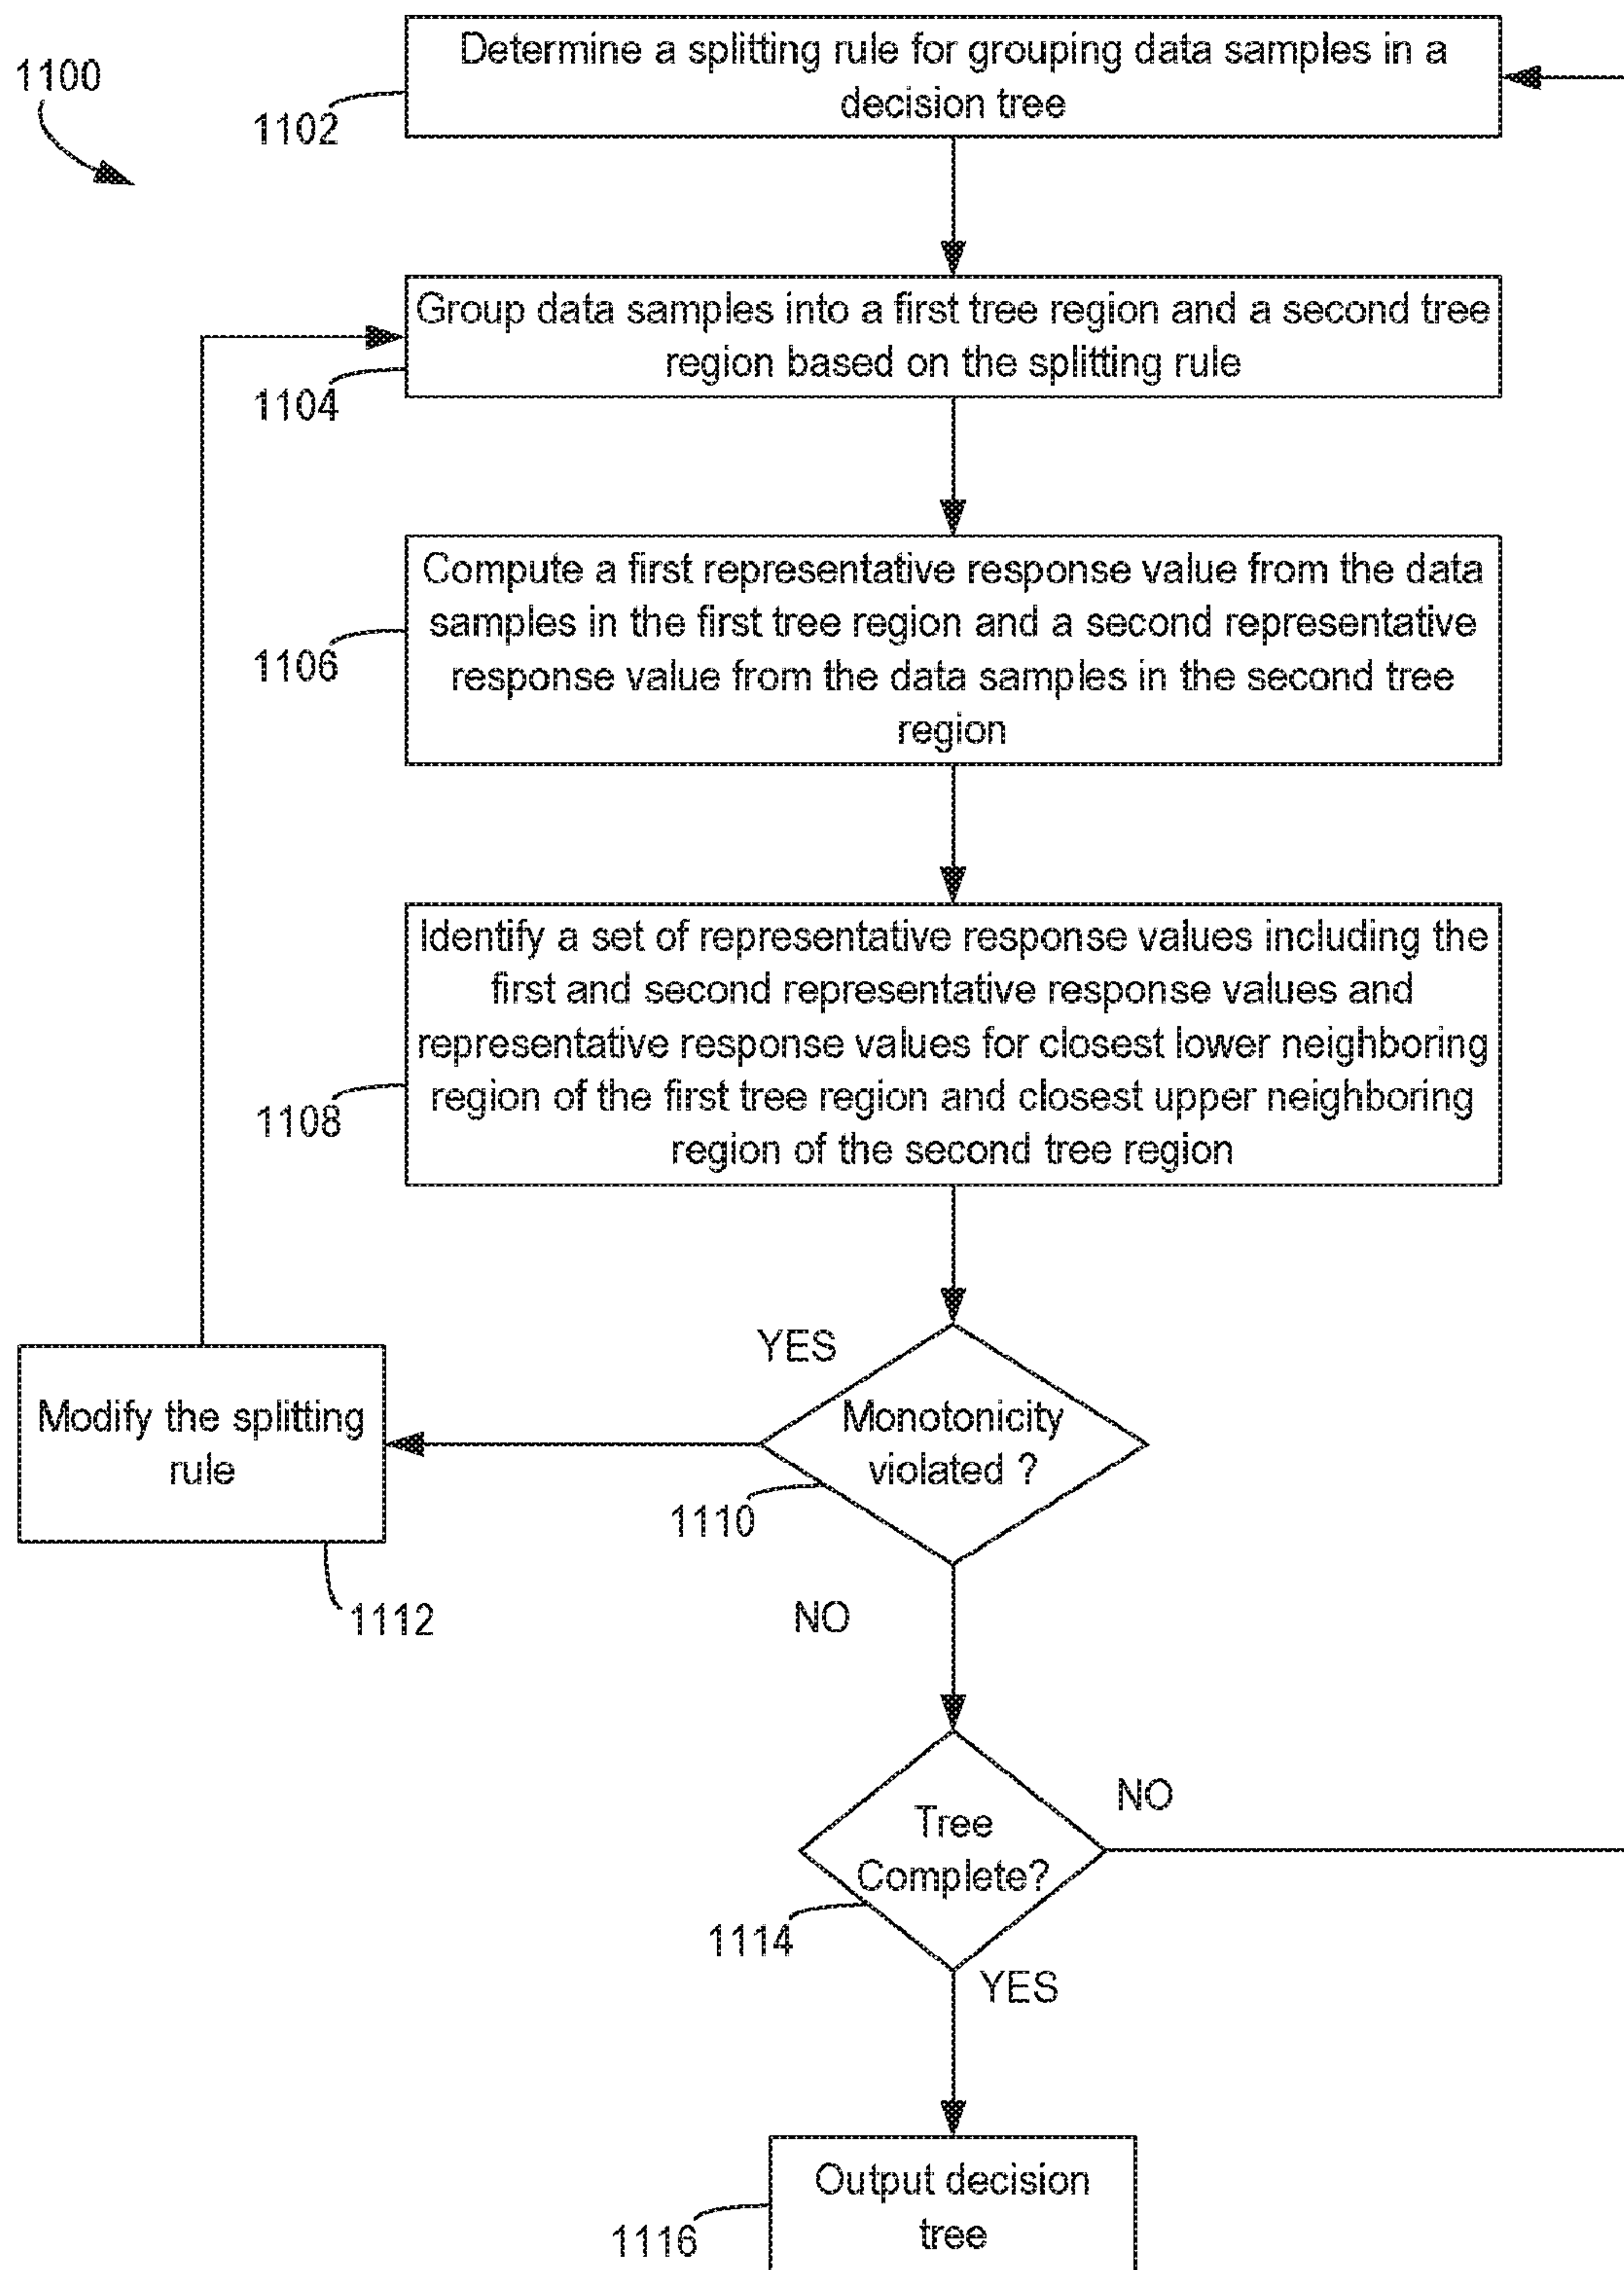 1100
Determine a splitting rule for grouping data samples in a
decision tree
1102
Group data samples into a first tree region and a second tree
region based on the splitting rule
1104
Compute a first representative response value from the data
samples in the first tree region and a second representative
response value from the data samples in the second tree
region
1106
Identify a set of representative response values including the
first and second representative response values and
representative response values for closest lower neighboring
region of the first tree region and closest upper neighboring
region of the second tree region
1108
YES
Monotonicity
violated ?
1110
Modify the splitting
rule
1112
NO
Tree
Complete?
NO
1114
YES
Output decision
tree
1116